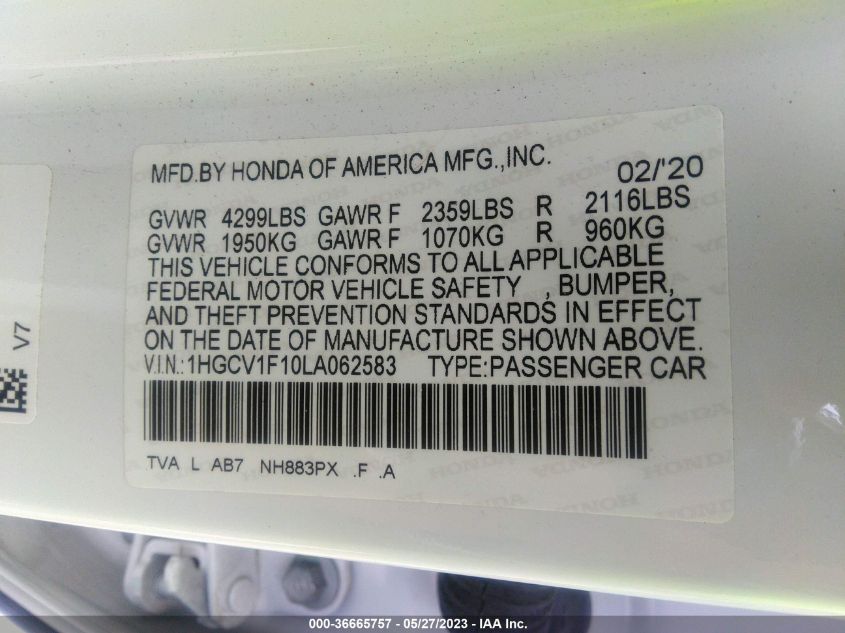 MFD.BY HONDA OF AMERICA MFG.,INC. 02/'20
GVWR 4299LBS GAWR F 2359LBS R 2116LBS
GVWR 1950KG GAWR F 1070KG R 960KG
THIS VEHICLE CONFORMS TO ALL APPLICABLE
FEDERAL MOTOR VEHICLE SAFETY , BUMPER,
AND THEFT PREVENTION STANDARDS IN EFFECT
ON THE DATE OF MANUFACTURE SHOWN ABOVE.
V.I.N.:1HGCV1F10LA062583 TYPE:PASSENGER CAR
TVA L AB7 NH883PX .F .A
V7
000-36665757 - 05/27/2023 - IAA Inc.